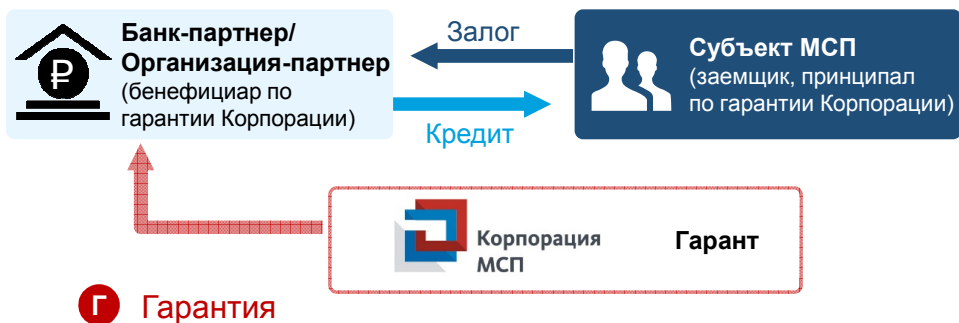 Банк-партнер/
Организация-партнер
(бенефициар по
гарантии Корпорации)
Залог
Кредит
Субъект МСП
(заемщик, принципал
по гарантии Корпорации)
Корпорация
МСП
Гарант
Г Гарантия